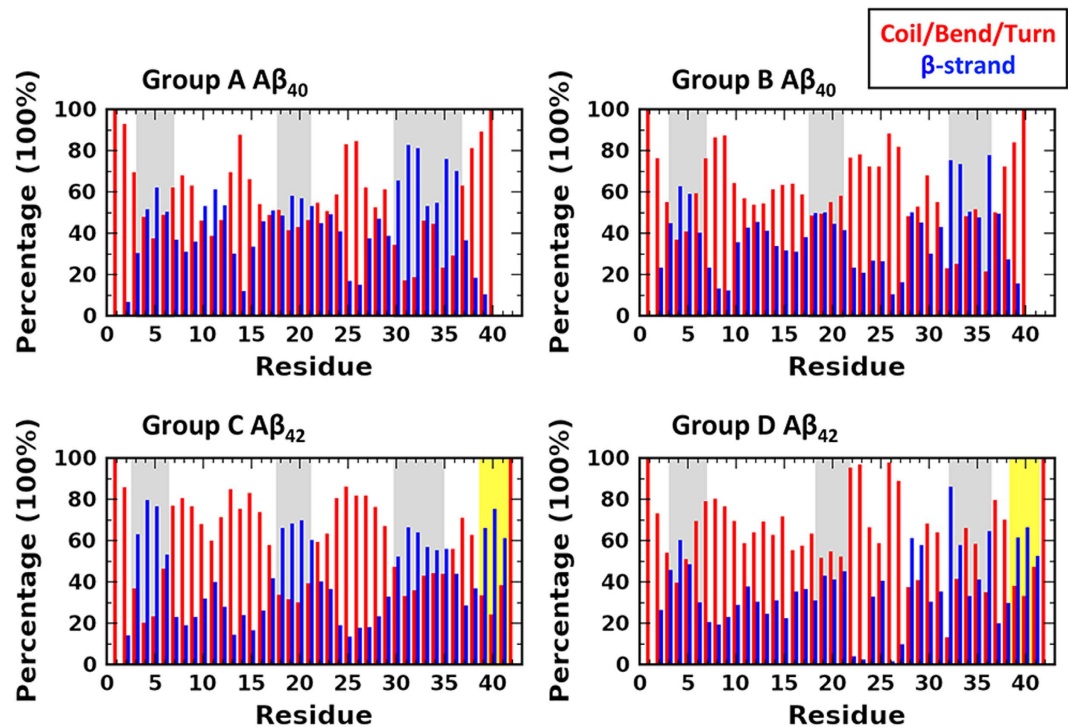 Coil/Bend/Turn
β-strand
Group A Aβ40
Group B Aβ40
Percentage (100%)
100
80
60
40
20
0
0 5 10 15 20 25 30 35 40
Residue
Percentage (100%)
100
80
60
40
20
0
0 5 10 15 20 25 30 35 40
Residue
Group C Aβ42
Group D Aβ42
Percentage (100%)
100
80
60
40
20
0
0 5 10 15 20 25 30 35 40
Residue
Percentage (100%)
100
80
60
40
20
0
0 5 10 15 20 25 30 35 40
Residue